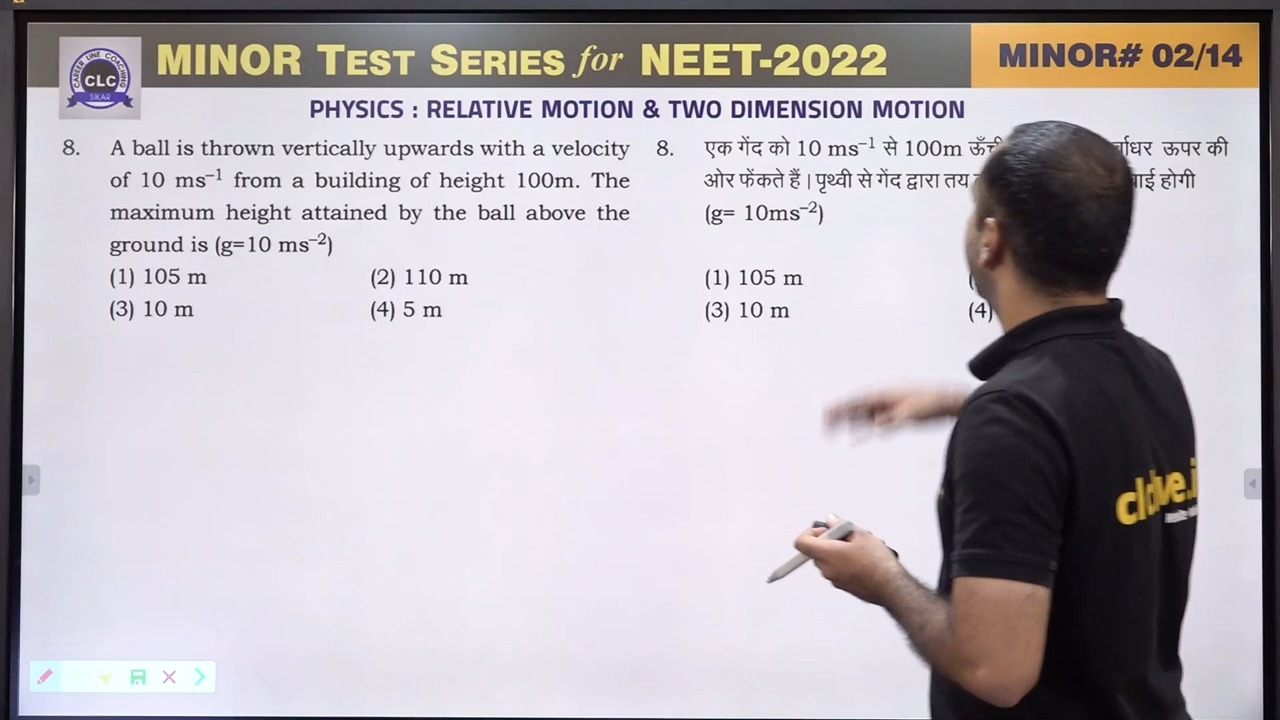 MINOR TEST SERIES for NEET-2022
MINOR# 02/14
CAREER LINE COACHING
CLC
SIKAR
PHYSICS : RELATIVE MOTION & TWO DIMENSION MOTION
8. A ball is thrown vertically upwards with a velocity
of 10 ms⁻¹ from a building of height 100m. The
maximum height attained by the ball above the
ground is (g=10 ms⁻²)
(1) 105 m (2) 110 m
(3) 10 m (4) 5 m
8. एक गेंद को 10 ms⁻¹ से 100m ऊपर की
ओर फेंकते हैं। पृथ्वी से गेंद द्वारा तय होगी
(g= 10ms⁻²)
(1) 105 m
(3) 10 m (4)